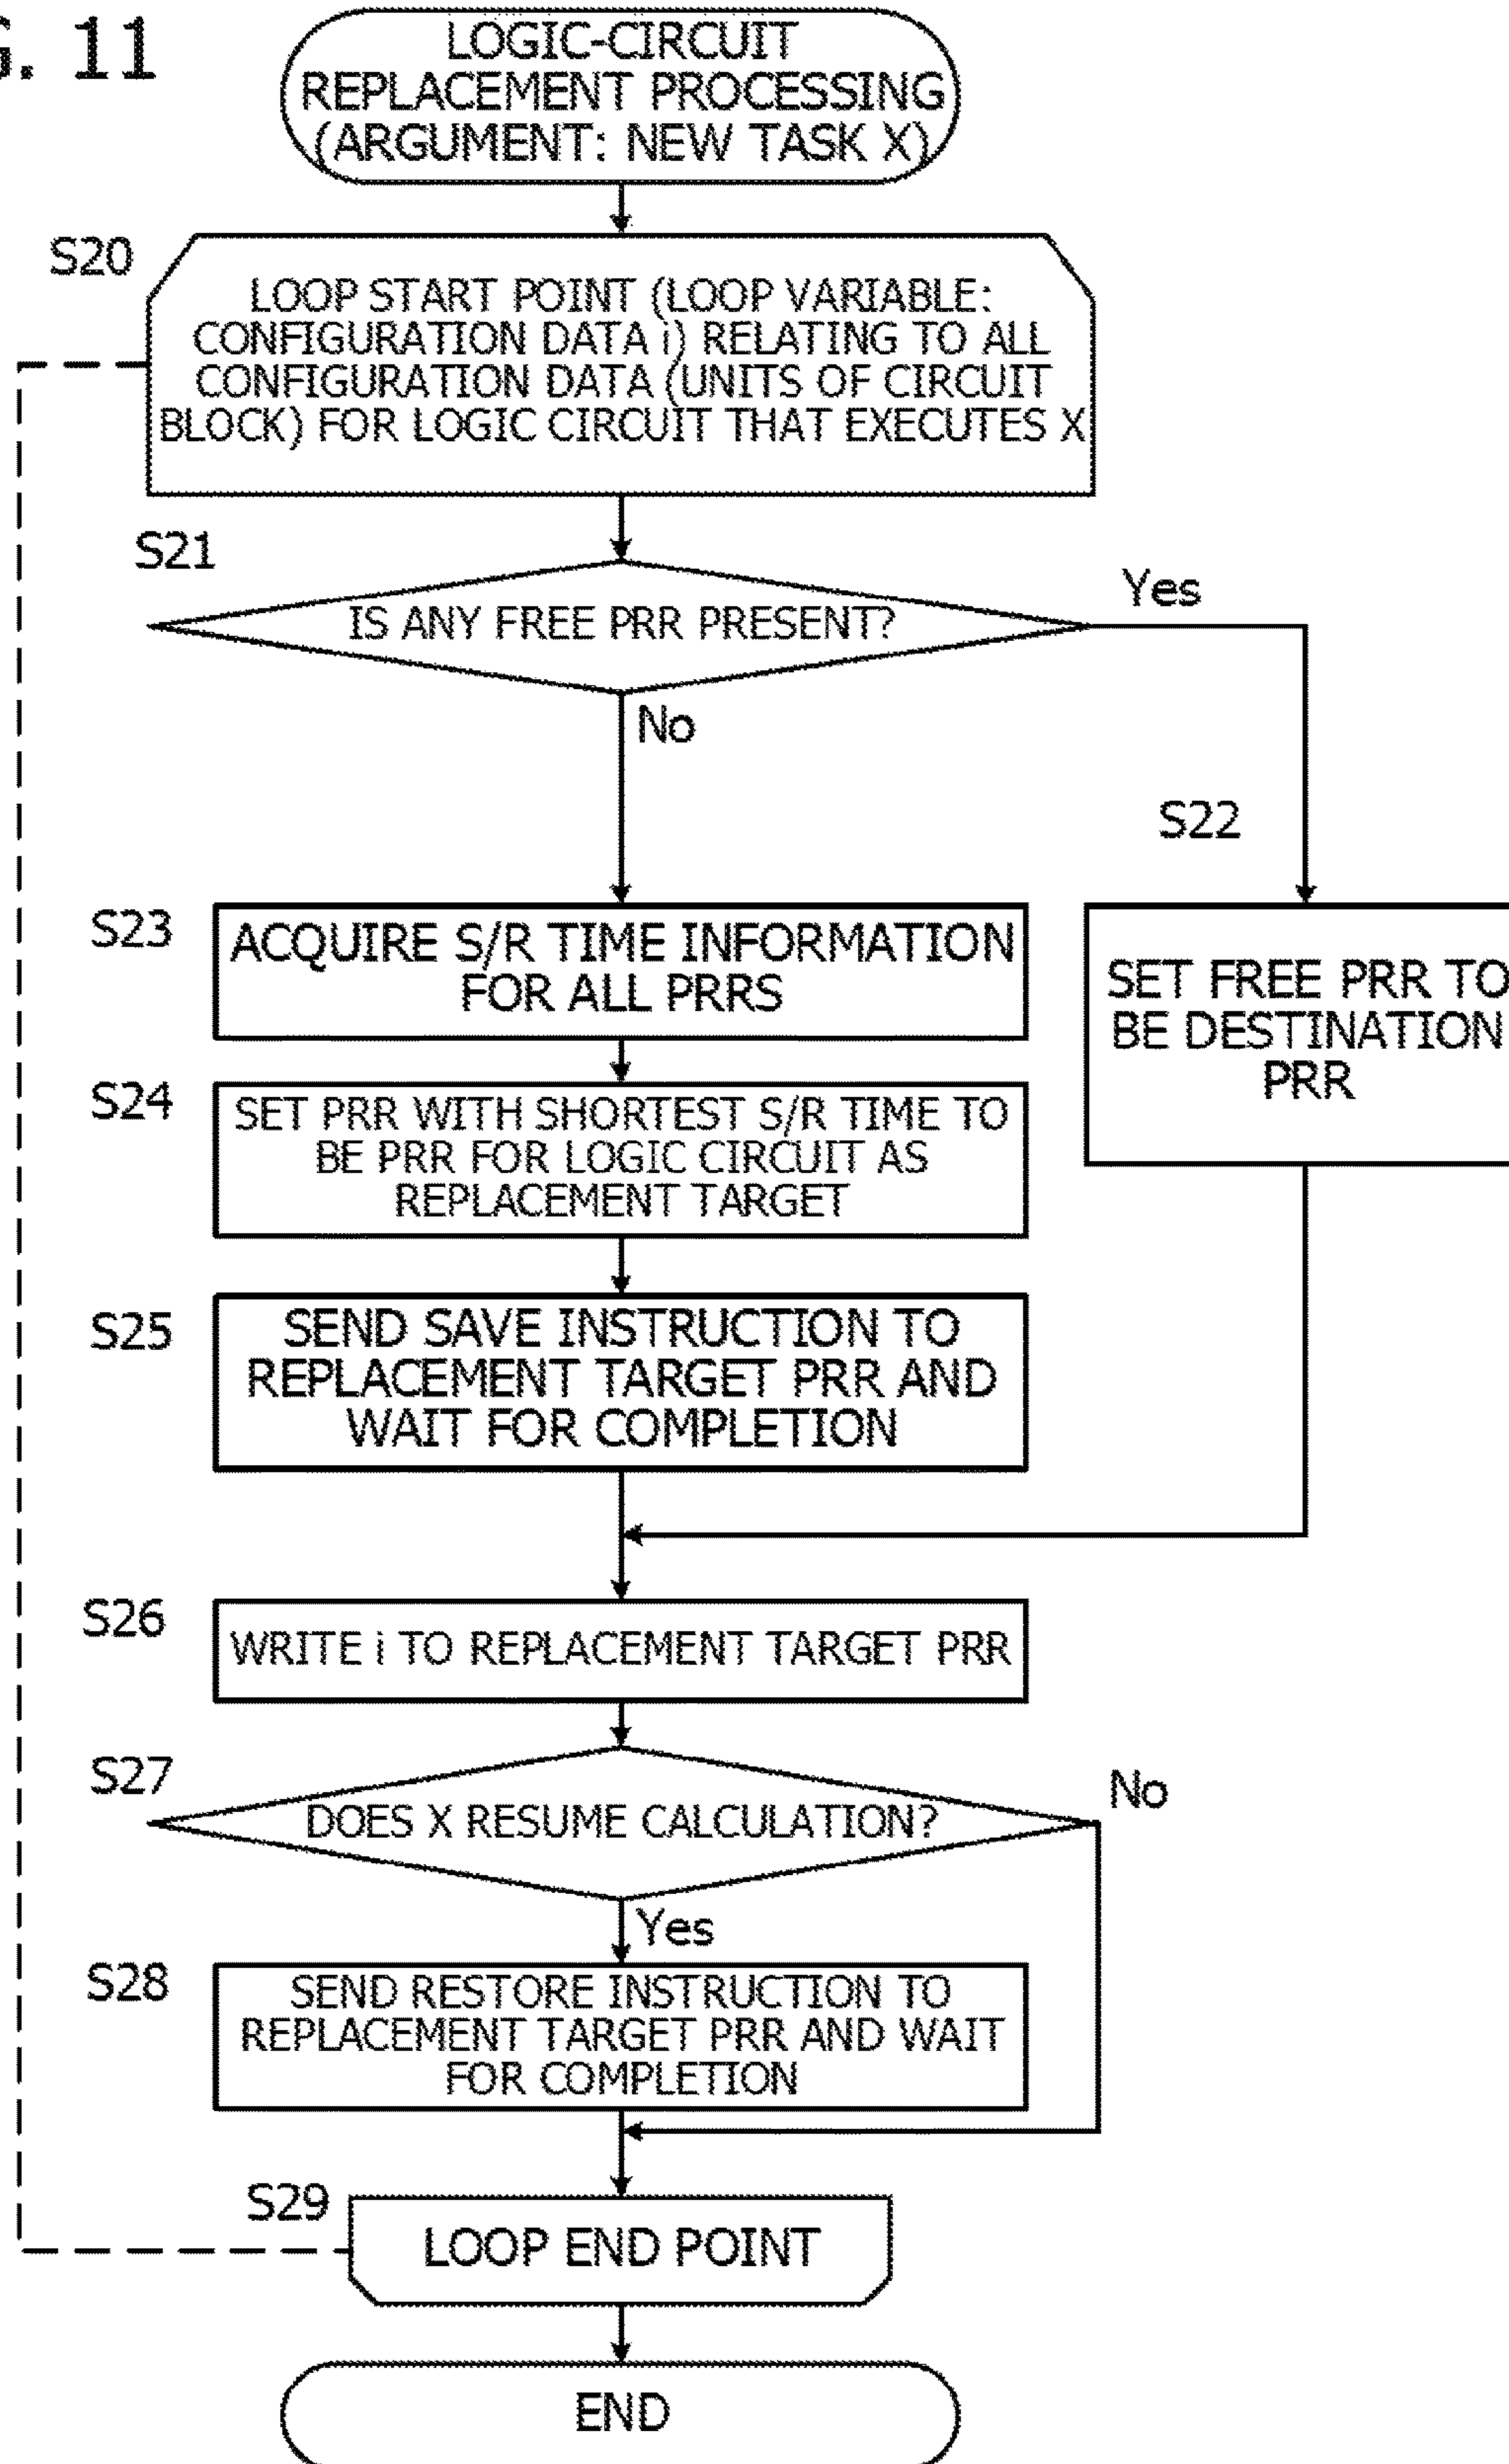 G. 11
LOGIC-CIRCUIT
REPLACEMENT PROCESSING
(ARGUMENT: NEW TASK X)
S20
LOOP START POINT (LOOP VARIABLE:
CONFIGURATION DATA i) RELATING TO ALL
CONFIGURATION DATA (UNITS OF CIRCUIT
BLOCK) FOR LOGIC CIRCUIT THAT EXECUTES X
S21
IS ANY FREE PRR PRESENT?
Yes
No
S22
SET FREE PRR TO
BE DESTINATION
PRR
S23
ACQUIRE S/R TIME INFORMATION
FOR ALL PRRS
S24
SET PRR WITH SHORTEST S/R TIME TO
BE PRR FOR LOGIC CIRCUIT AS
REPLACEMENT TARGET
S25
SEND SAVE INSTRUCTION TO
REPLACEMENT TARGET PRR AND
WAIT FOR COMPLETION
S26
WRITE i TO REPLACEMENT TARGET PRR
S27
DOES X RESUME CALCULATION?
No
Yes
S28
SEND RESTORE INSTRUCTION TO
REPLACEMENT TARGET PRR AND WAIT
FOR COMPLETION
S29
LOOP END POINT
END